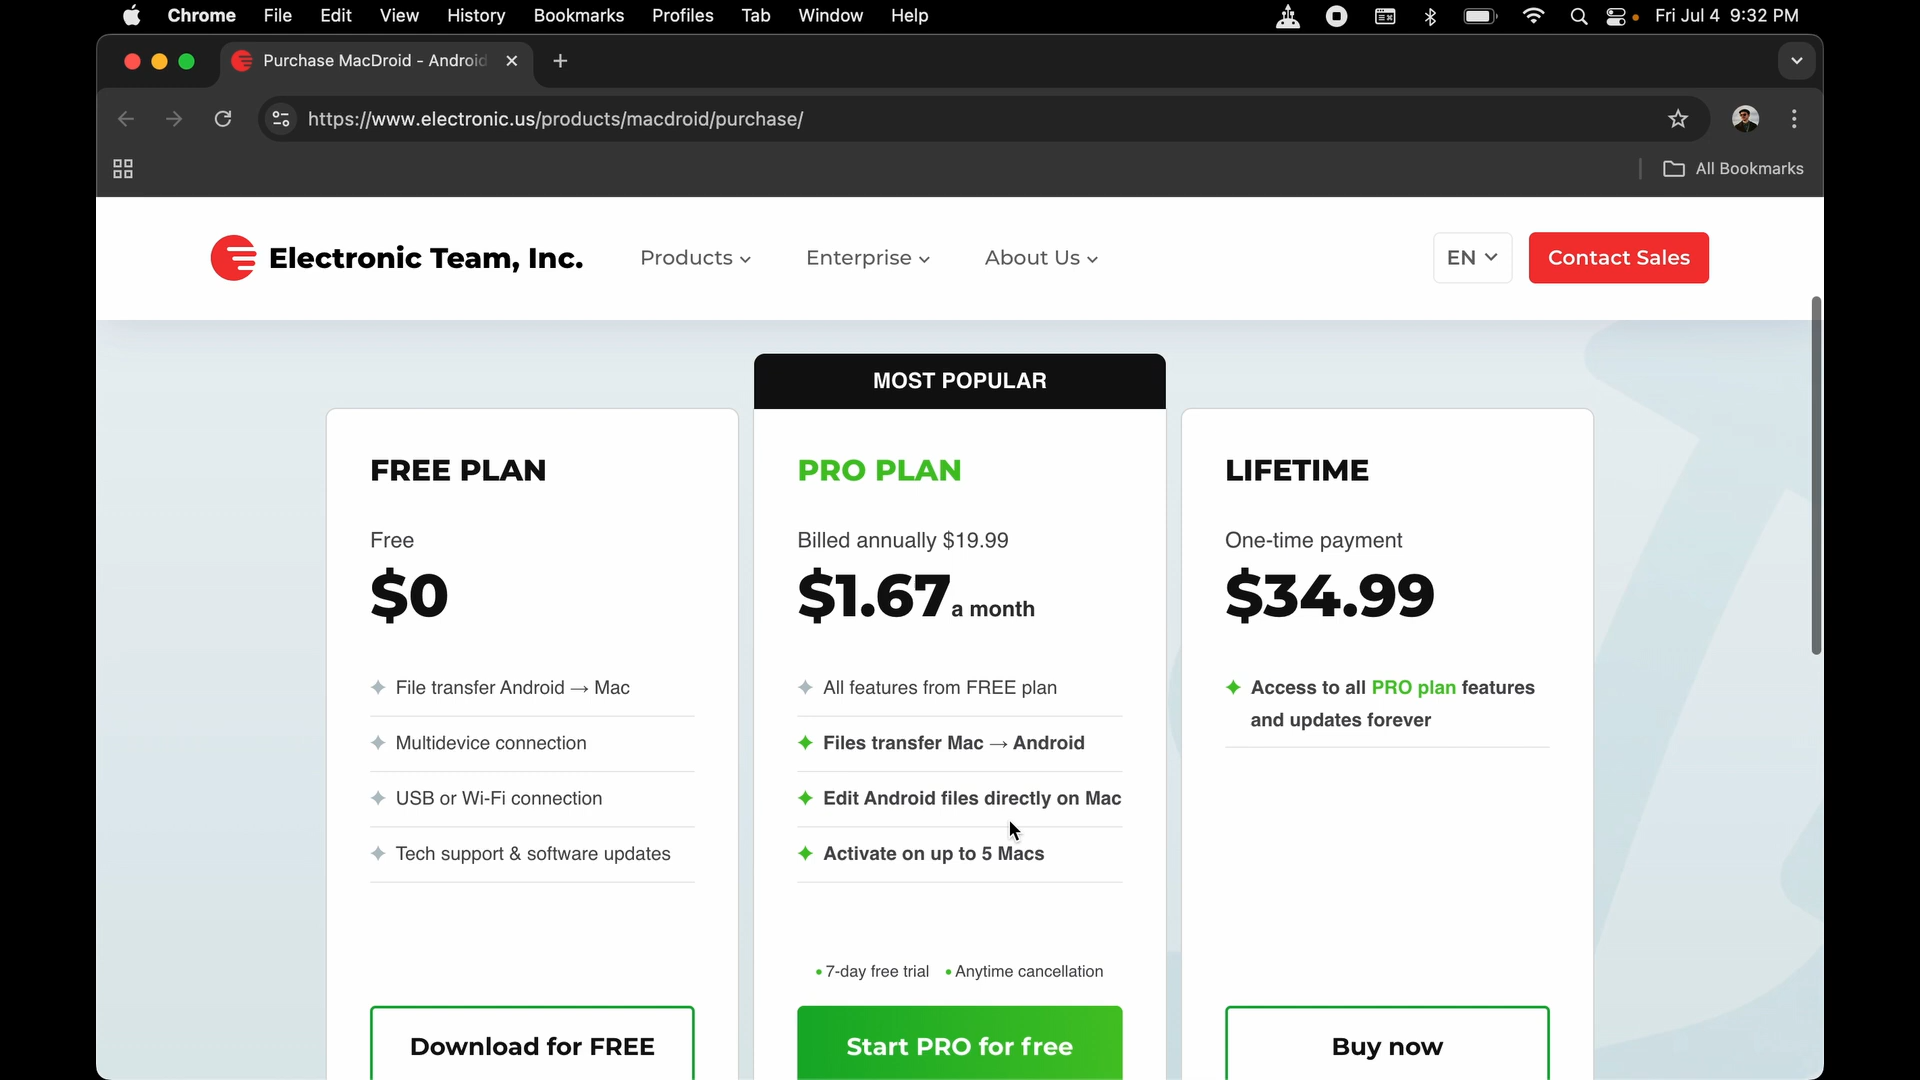 Chrome File Edit View History Bookmarks Profiles Tab Window Help Fri Jul 4 9:32 PM
Purchase MacDroid - Android
https://www.electronic.us/products/macdroid/purchase/
All Bookmarks
Electronic Team, Inc. Products Enterprise About Us EN Contact Sales
MOST POPULAR
FREE PLAN
Free
$0
File transfer Android → Mac
Multidevice connection
USB or Wi-Fi connection
Tech support & software updates
Download for FREE
PRO PLAN
Billed annually $19.99
$1.67 a month
All features from FREE plan
Files transfer Mac → Android
Edit Android files directly on Mac
Activate on up to 5 Macs
• 7-day free trial • Anytime cancellation
Start PRO for free
LIFETIME
One-time payment
$34.99
Access to all PRO plan features
and updates forever
Buy now